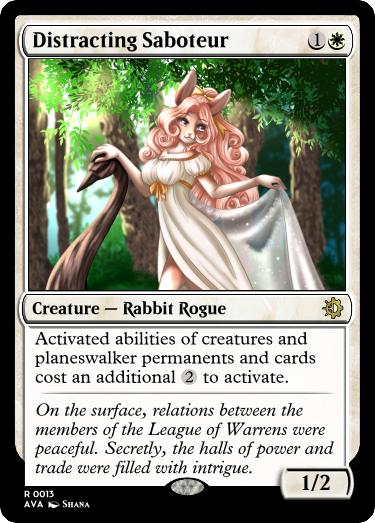 Distracting Saboteur 1
Creature — Rabbit Rogue
Activated abilities of creatures and
planeswalker permanents and cards
cost an additional 2 to activate.
On the surface, relations between the
members of the League of Warrens were
peaceful. Secretly, the halls of power and
trade were filled with intrigue.
1/2
R 0013
AVA Shana